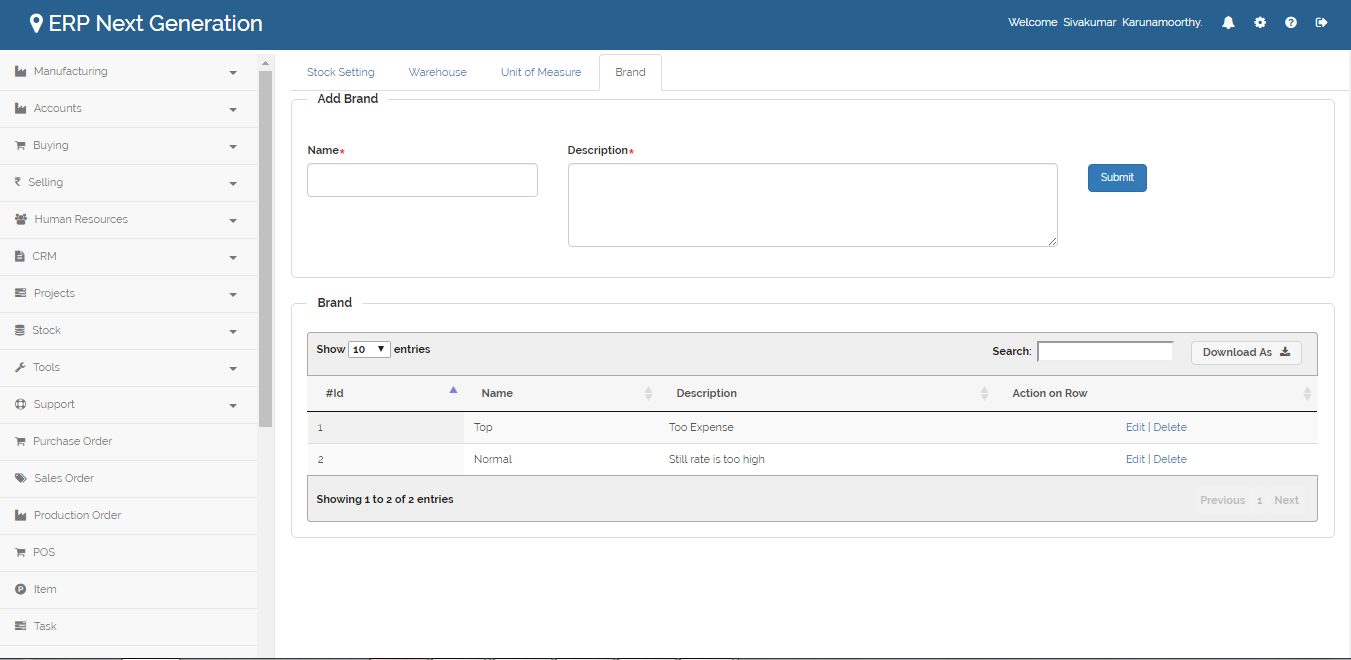 ERP Next Generation
Welcome Sivakumar Karunamoorthy.
Manufacturing
Accounts
Buying
Selling
Human Resources
CRM
Projects
Stock
Tools
Support
Purchase Order
Sales Order
Production Order
POS
Item
Task
Stock Setting Warehouse Unit of Measure Brand
Add Brand
Name* Description*
Submit
Brand
Show 10 entries Search: Download As
#Id Name Description Action on Row
1 Top Too Expense Edit | Delete
2 Normal Still rate is too high Edit | Delete
Showing 1 to 2 of 2 entries Previous 1 Next